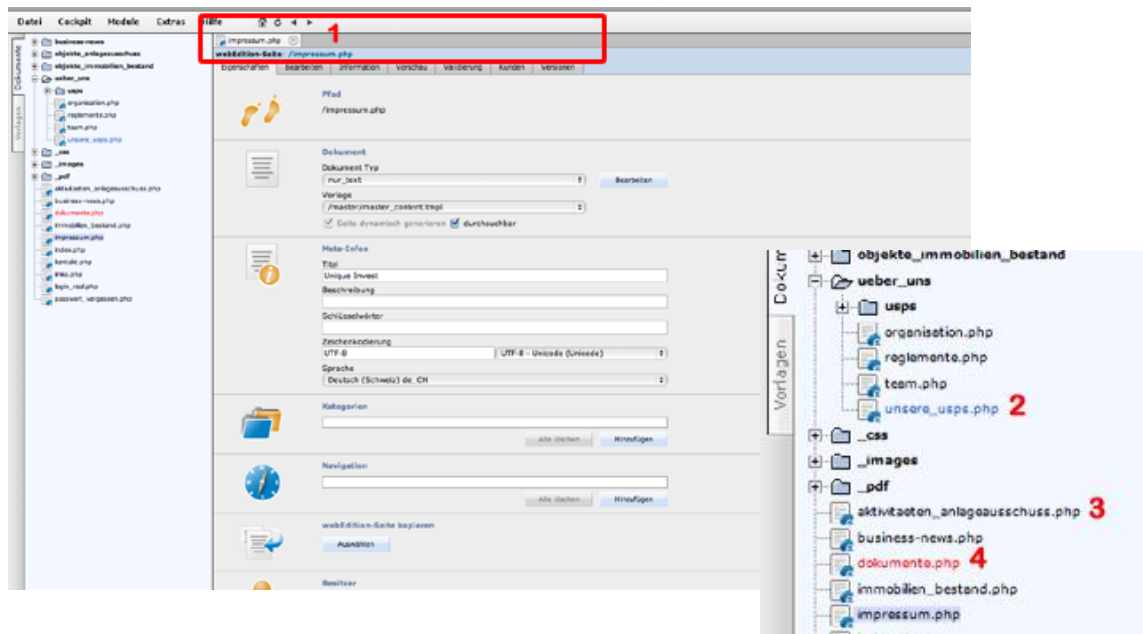 Datei Cockpit Module Extras Hilfe
1
Dokumente
Vorlagen
business-news
objekte_anlageausschuss
objekte_immobilien_bestand
ueber_uns
usps
organisation.php
reglemente.php
team.php
unsere_usps.php
_css
_images
_pdf
aktivitaeten_anlageausschuss.php
business-news.php
dokumente.php
immobilien_bestand.php
impressum.php
index.php
kontakt.php
links.php
login_mail.php
passwort_vergessen.php
impressum.php
webEdition-Seite: /impressum.php
Eigenschaften Bearbeiten Information Vorschau Validierung Kunden Versionen
Pfad
/impressum.php
Dokument
Dokument Typ
nur_text Bearbeiten
Vorlage
/master/master_content.tmpl
Seite dynamisch generieren durchsuchbar
Meta-Infos
Titel
Unique Invest
Beschreibung
Schlüsselwörter
Zeichenkodierung
UTF-8 UTF-8 - Unicode (Unicode)
Sprache
Deutsch (Schweiz) de_CH
Kategorien
Alle löschen Hinzufügen
Navigation
Alle löschen Hinzufügen
webEdition-Seite kopieren
Auswählen
Besitzer
Dokum
Vorlagen
objekte_immobilien_bestand
ueber_uns
usps
organisation.php
reglemente.php
team.php
unsere_usps.php 2
_css
_images
_pdf
aktivitaeten_anlageausschuss.php 3
business-news.php
dokumente.php 4
immobilien_bestand.php
impressum.php